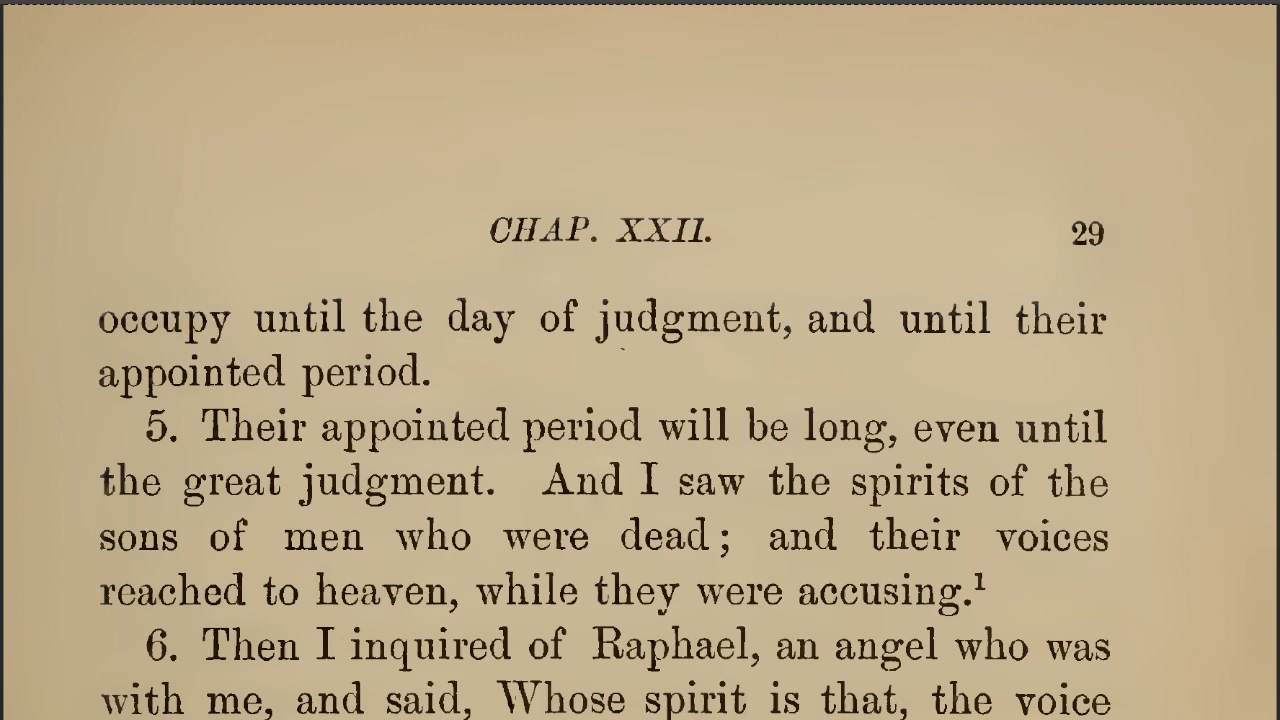 CHAP. XXII.
29
occupy until the day of judgment, and until their
appointed period.
5. Their appointed period will be long, even until
the great judgment. And I saw the spirits of the
sons of men who were dead; and their voices
reached to heaven, while they were accusing.¹
6. Then I inquired of Raphael, an angel who was
with me, and said, Whose spirit is that, the voice